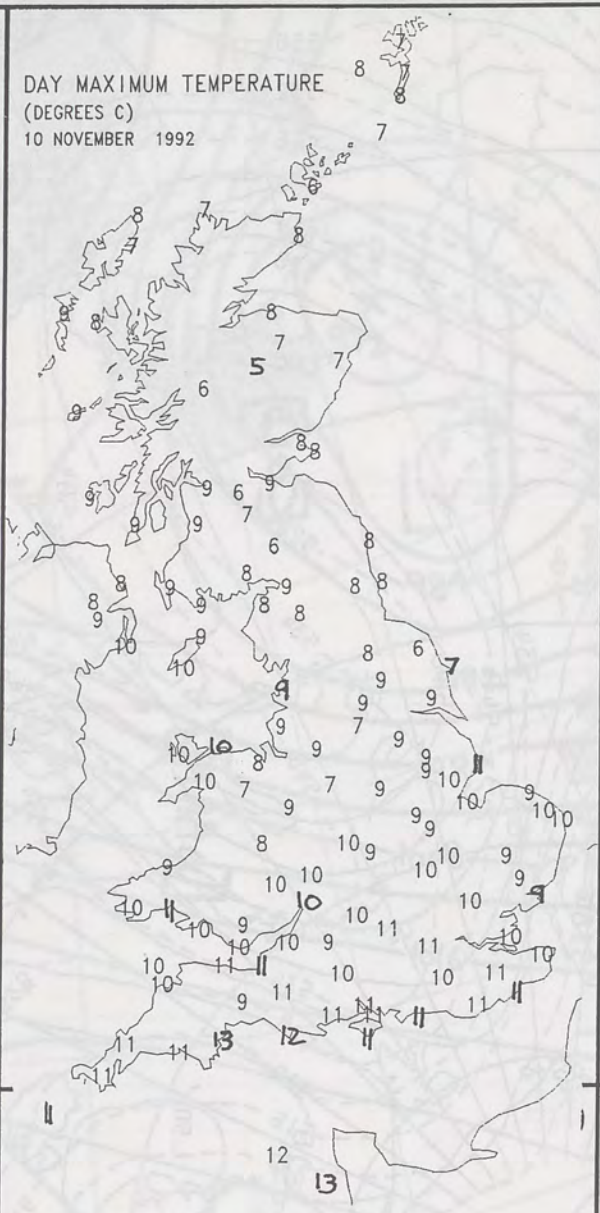 DAY MAXIMUM TEMPERATURE
(DEGREES C)
10 NOVEMBER 1992
7
8
8
7
6
8 7
7 8
9 8 8
7
5 7
6
9
8
8
9 9 6 9
7
9 9
6 8
8 8 9 9 8 8
8 9 8 8
9
10 9
10 8 6 7
9 9
9 7
9 9
10 10 8 9 9
9
10 7 7 9 10
9 10 9
9 10 10
9
8 10 9 10 9
9 10 10 10 9
10 11 10 10 9
10 9 11
9 10 9 11 10
10 11 11 10
10 10 10 11 11
9 11 11 11 11 11
11 13 12 11
11 11
11
12
13